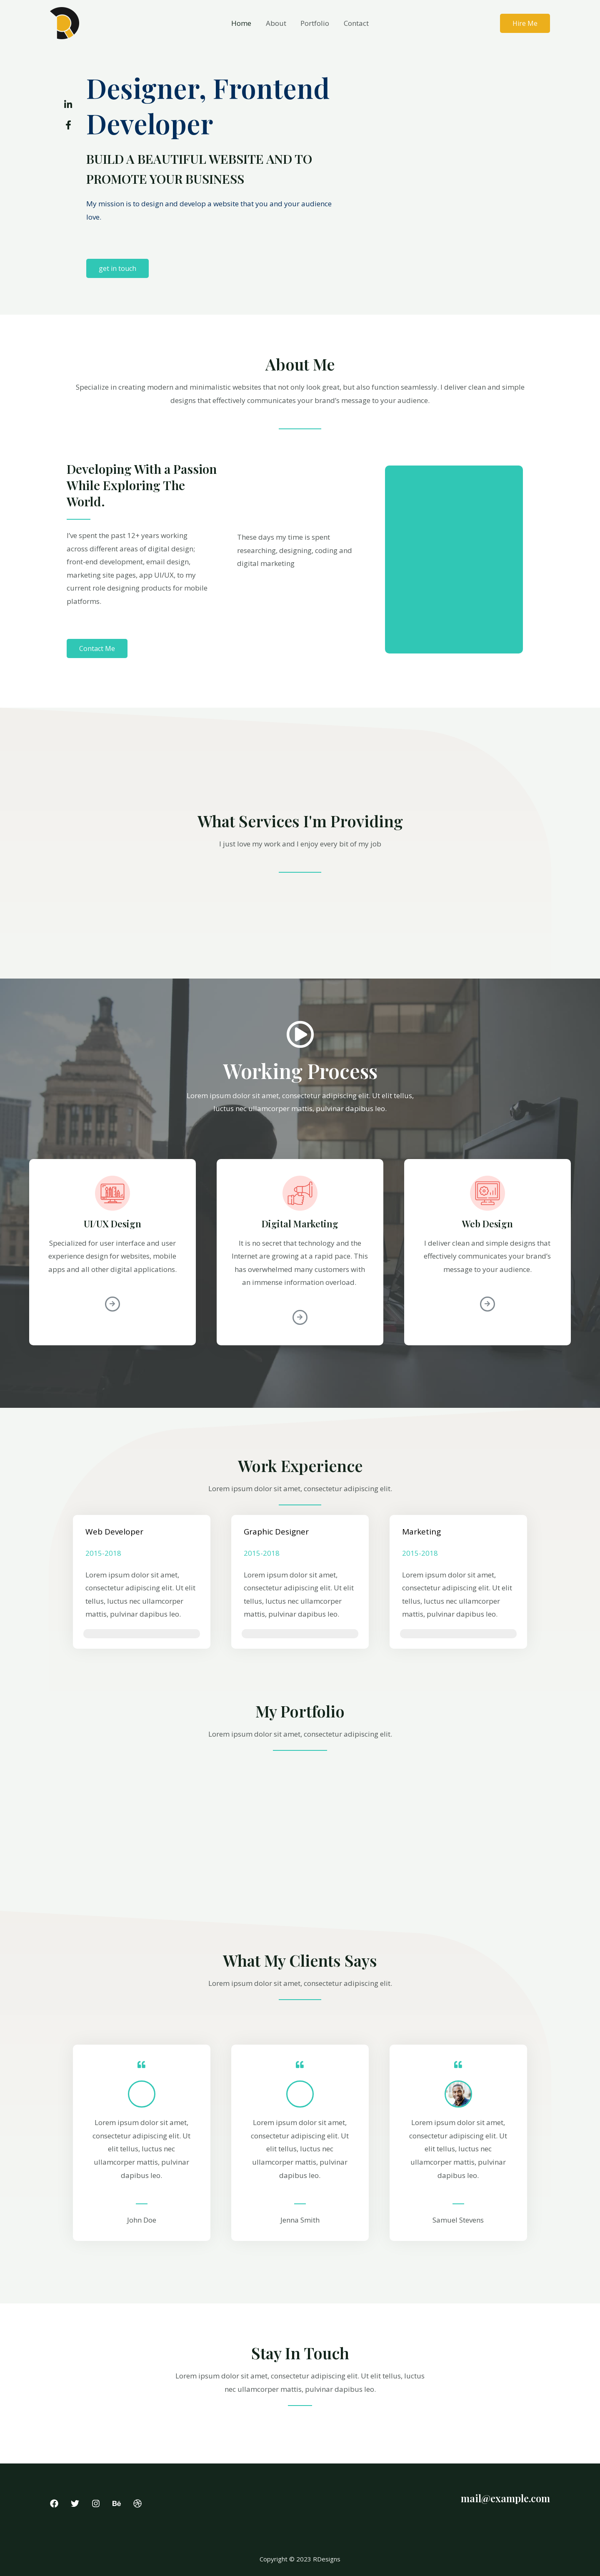 Home About Portfolio Contact
Hire Me
Designer, Frontend
Developer
BUILD A BEAUTIFUL WEBSITE AND TO
PROMOTE YOUR BUSINESS
My mission is to design and develop a website that you and your audience
love.
get in touch
About Me
Specialize in creating modern and minimalistic websites that not only look great, but also function seamlessly. I deliver clean and simple
designs that effectively communicates your brand's message to your audience.
Developing With a Passion
While Exploring The
World.
I've spent the past 12+ years working
across different areas of digital design;
front-end development, email design,
marketing site pages, app UI/UX, to my
current role designing products for mobile
platforms.
These days my time is spent
researching, designing, coding and
digital marketing
Contact Me
What Services I'm Providing
I just love my work and I enjoy every bit of my job
Working Process
Lorem ipsum dolor sit amet, consectetur adipiscing elit. Ut elit tellus,
luctus nec ullamcorper mattis, pulvinar dapibus leo.
UI/UX Design
Specialized for user interface and user
experience design for websites, mobile
apps and all other digital applications.
Digital Marketing
It is no secret that technology and the
Internet are growing at a rapid pace. This
has overwhelmed many customers with
an immense information overload.
Web Design
I deliver clean and simple designs that
effectively communicates your brand's
message to your audience.
Work Experience
Lorem ipsum dolor sit amet, consectetur adipiscing elit.
Web Developer
2015-2018
Lorem ipsum dolor sit amet,
consectetur adipiscing elit. Ut elit
tellus, luctus nec ullamcorper
mattis, pulvinar dapibus leo.
Graphic Designer
2015-2018
Lorem ipsum dolor sit amet,
consectetur adipiscing elit. Ut elit
tellus, luctus nec ullamcorper
mattis, pulvinar dapibus leo.
Marketing
2015-2018
Lorem ipsum dolor sit amet,
consectetur adipiscing elit. Ut elit
tellus, luctus nec ullamcorper
mattis, pulvinar dapibus leo.
My Portfolio
Lorem ipsum dolor sit amet, consectetur adipiscing elit.
What My Clients Says
Lorem ipsum dolor sit amet, consectetur adipiscing elit.
Lorem ipsum dolor sit amet,
consectetur adipiscing elit. Ut
elit tellus, luctus nec
ullamcorper mattis, pulvinar
dapibus leo.
John Doe
Lorem ipsum dolor sit amet,
consectetur adipiscing elit. Ut
elit tellus, luctus nec
ullamcorper mattis, pulvinar
dapibus leo.
Jenna Smith
Lorem ipsum dolor sit amet,
consectetur adipiscing elit. Ut
elit tellus, luctus nec
ullamcorper mattis, pulvinar
dapibus leo.
Samuel Stevens
Stay In Touch
Lorem ipsum dolor sit amet, consectetur adipiscing elit. Ut elit tellus, luctus
nec ullamcorper mattis, pulvinar dapibus leo.
mail@example.com
Copyright © 2023 RDesigns